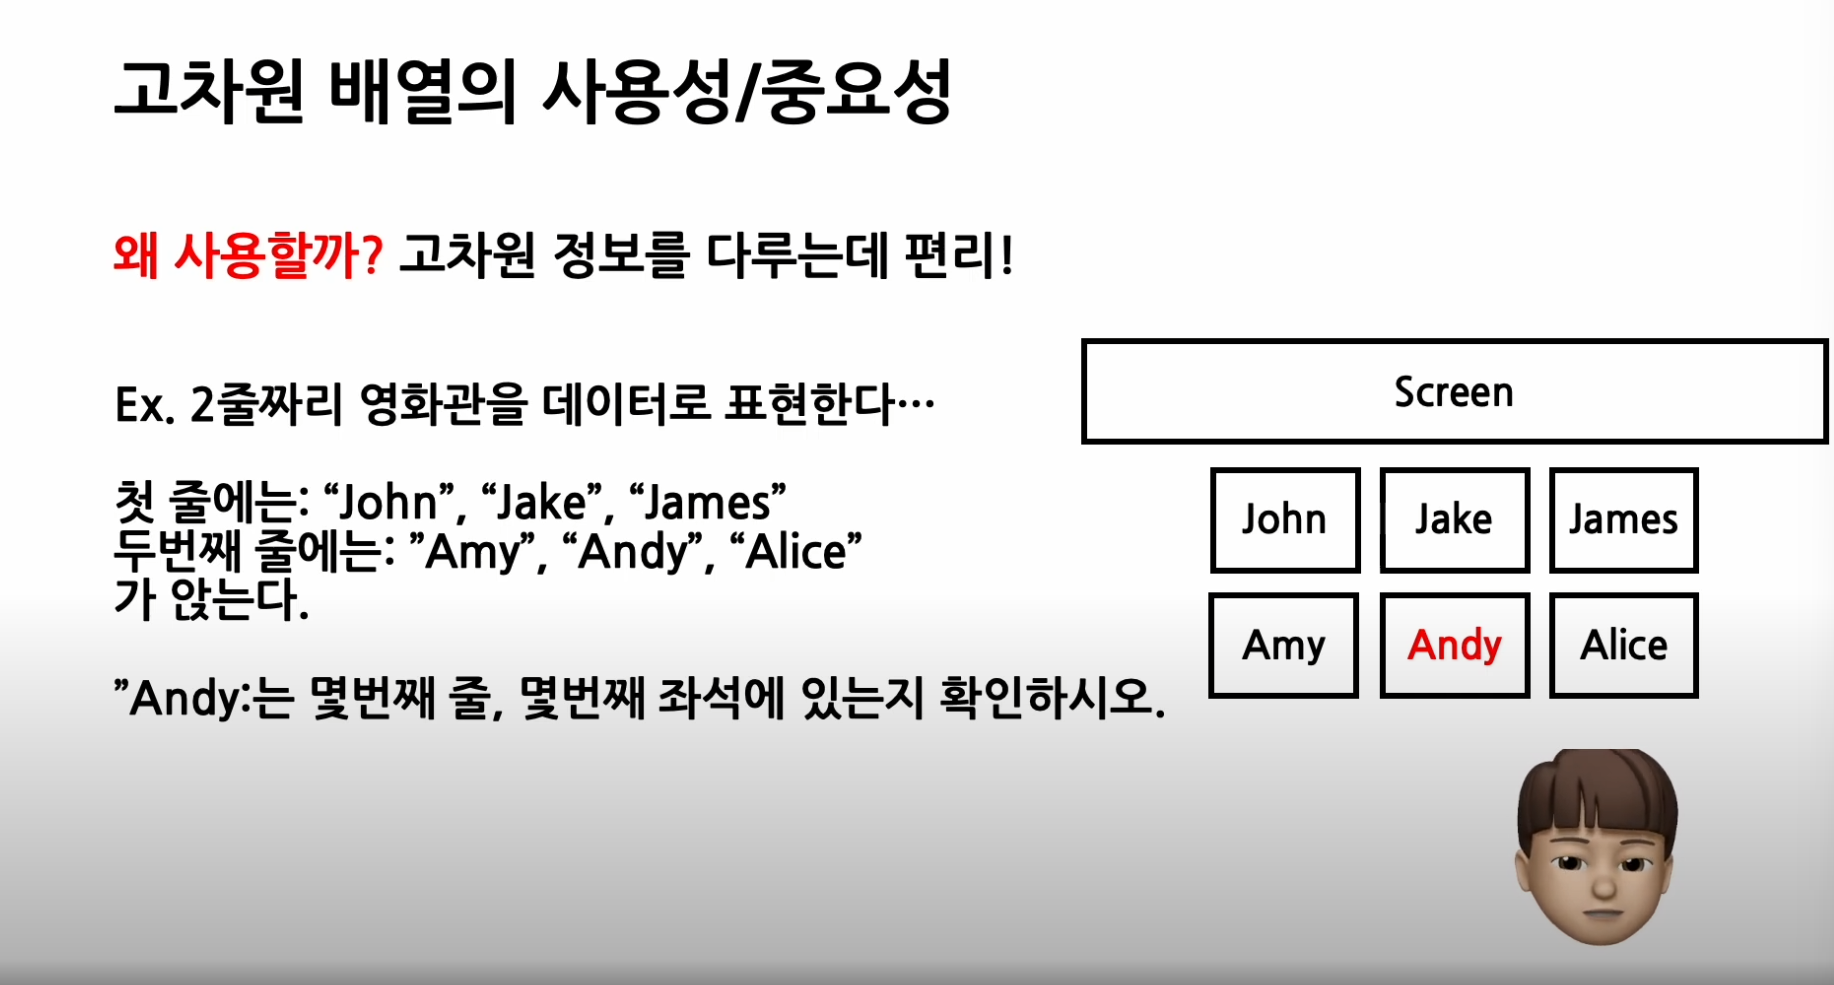 고차원 배열의 사용성/중요성
왜 사용할까? 고차원 정보를 다루는데 편리!
Ex. 2줄짜리 영화관을 데이터로 표현한다…
첫 줄에는: “John”, “Jake”, “James”
두번째 줄에는: ”Amy”, “Andy”, “Alice”
가 앉는다.
”Andy:는 몇번째 줄, 몇번째 좌석에 있는지 확인하시오.
Screen
John Jake James
Amy Andy Alice